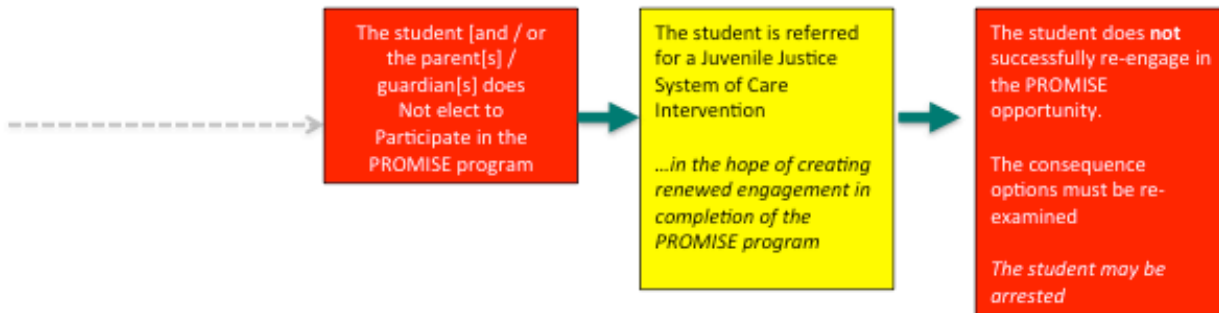 The student [and / or
the parent[s] /
guardian[s] does
Not elect to
Participate in the
PROMISE program
The student is referred
for a Juvenile Justice
System of Care
Intervention
...in the hope of creating
renewed engagement in
completion of the
PROMISE program
The student does not
successfully re-engage in
the PROMISE
opportunity.
The consequence
options must be re-
examined
The student may be
arrested